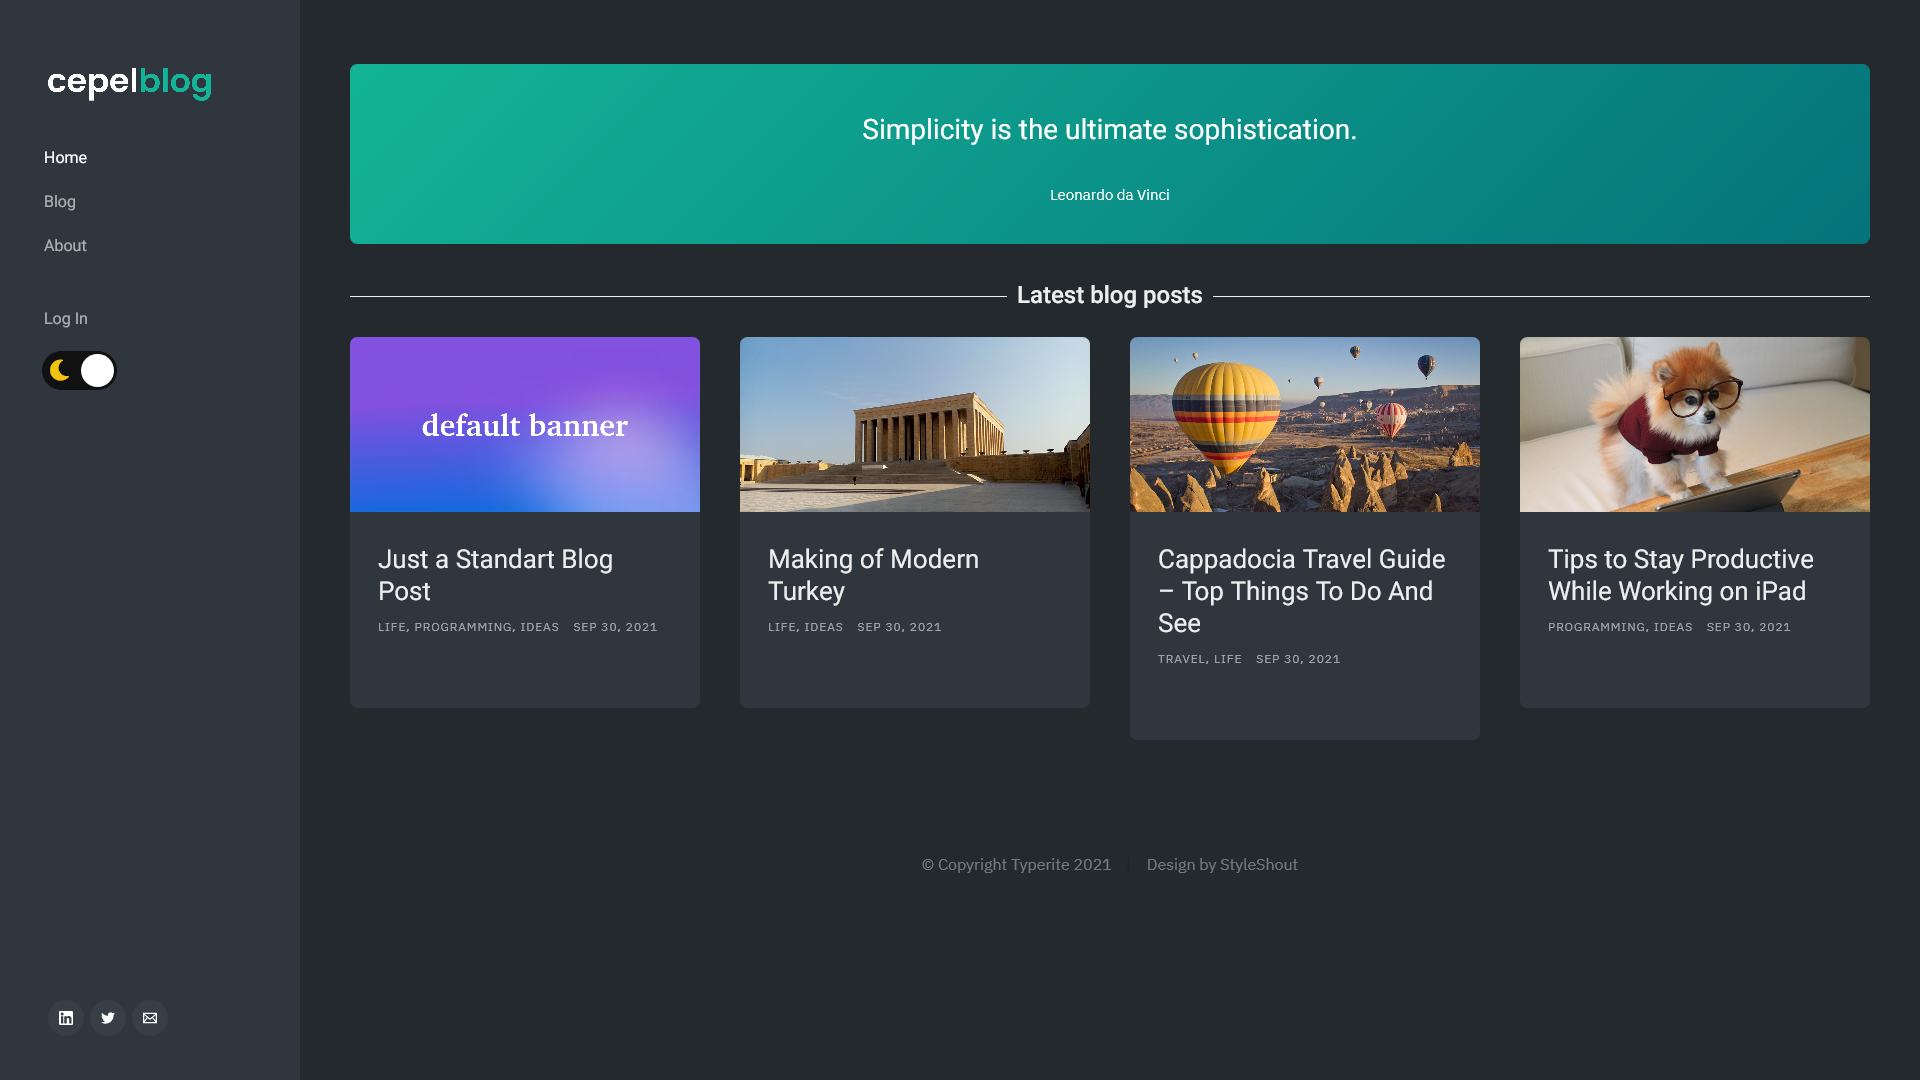 cepelblog
Home
Blog
About
Log In
Simplicity is the ultimate sophistication.
Leonardo da Vinci
Latest blog posts
default banner
Just a Standart Blog
Post
LIFE, PROGRAMMING, IDEAS SEP 30, 2021
Making of Modern
Turkey
LIFE, IDEAS SEP 30, 2021
Cappadocia Travel Guide
– Top Things To Do And
See
TRAVEL, LIFE SEP 30, 2021
Tips to Stay Productive
While Working on iPad
PROGRAMMING, IDEAS SEP 30, 2021
© Copyright Typerite 2021 Design by StyleShout